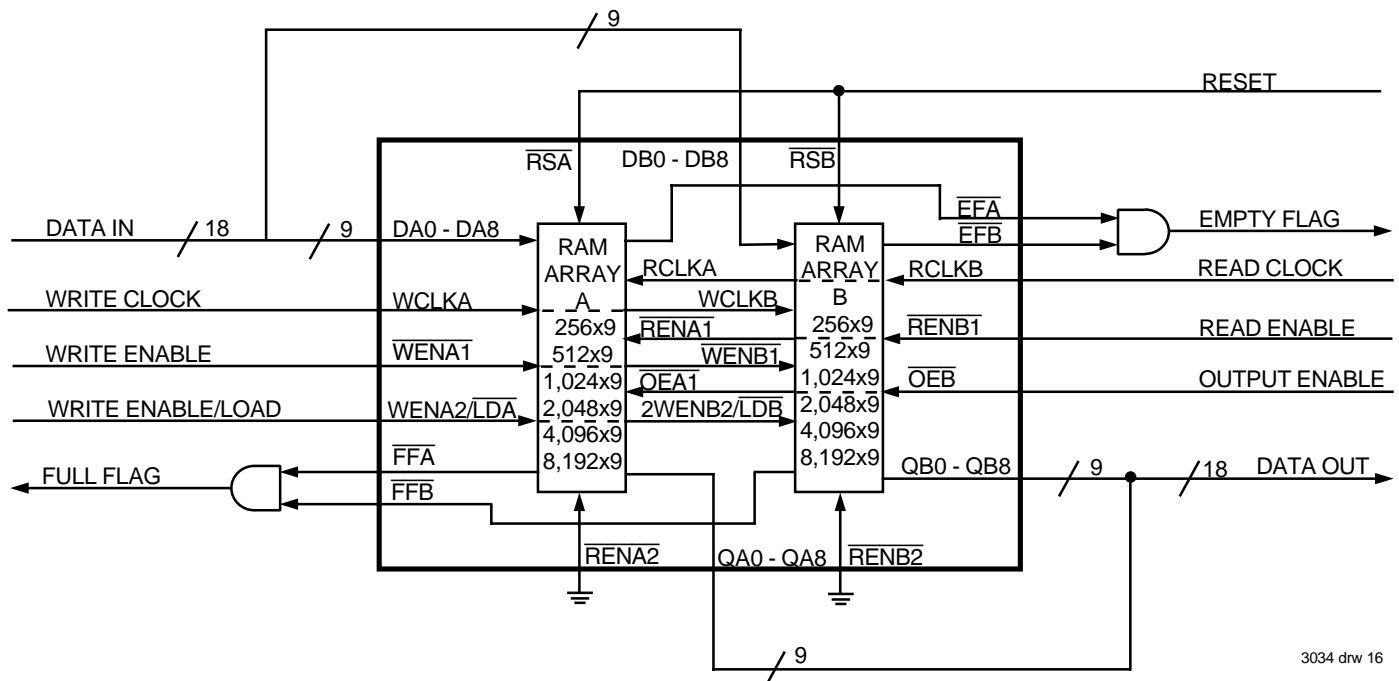 9
RESET
RSA
DB0 - DB8
RSB
DATA IN
18
9
DA0 - DA8
RAM
ARRAY
A
256x9
512x9
1,024x9
2,048x9
4,096x9
8,192x9
RAM
ARRAY
B
256x9
512x9
1,024x9
2,048x9
4,096x9
8,192x9
EFA
EFB
EMPTY FLAG
RCLKA
RCLKB
READ CLOCK
WRITE CLOCK
WCLKA
WCLKB
RENA1
RENB1
READ ENABLE
WRITE ENABLE
WENA1
WENB1
OEA1
OEB
OUTPUT ENABLE
WRITE ENABLE/LOAD
WENA2/LDA
2WENB2/LDB
FULL FLAG
FFA
FFB
QB0 - QB8
9
18
DATA OUT
RENA2
QA0 - QA8
RENB2
9
3034 drw 16